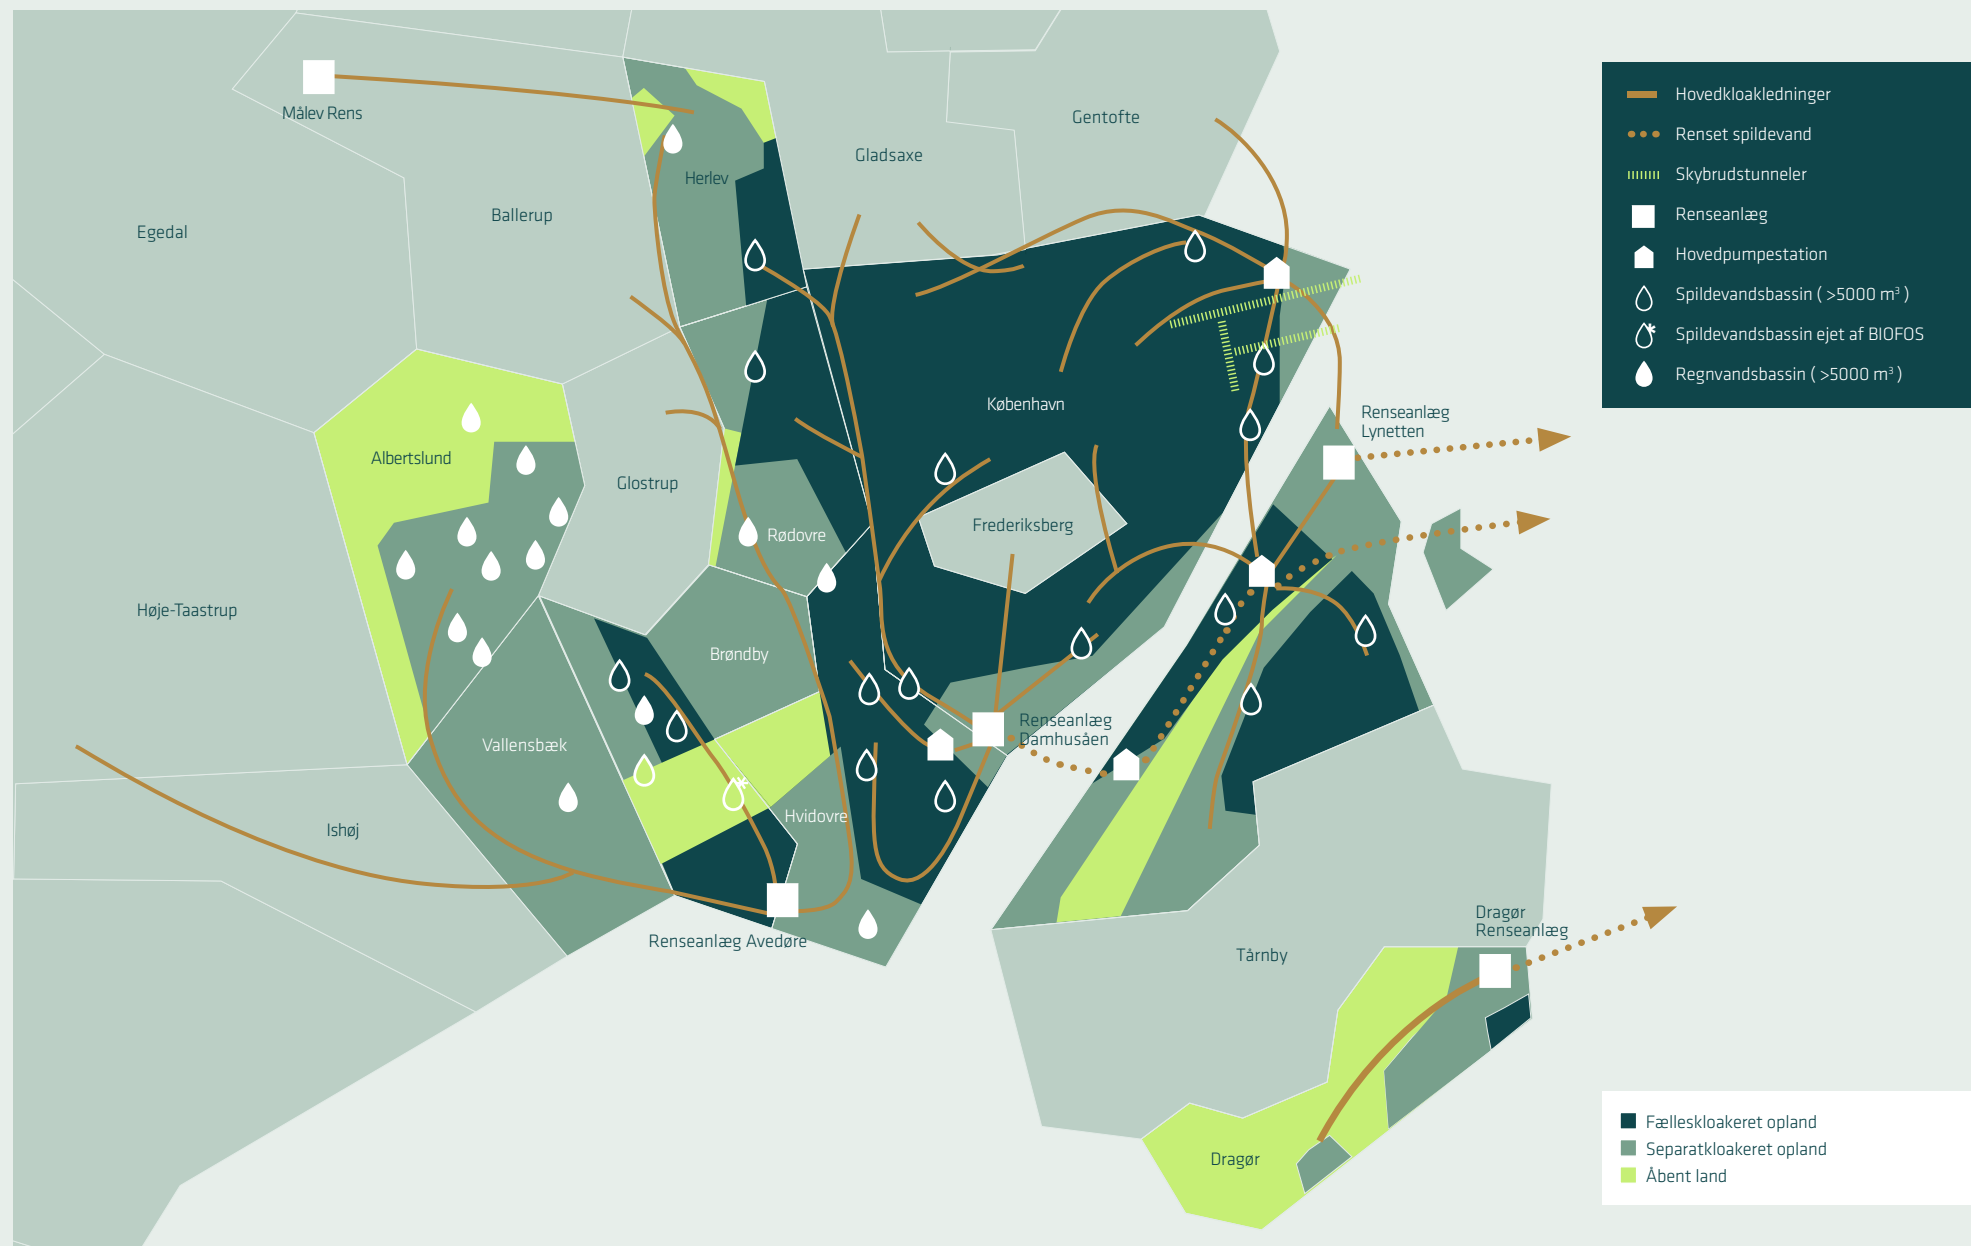 Målev Rens
Herlev
Gladsaxe
Gentofte
Egedal
Ballerup
København
Albertslund
Glostrup
Rødovre
Frederiksberg
Renseanlæg
Lynetten
Høje-Taastrup
Brøndby
Vallensbæk
Renseanlæg
Damhusåen
Ishøj
Hvidovre
Renseanlæg Avedøre
Tårnby
Dragør
Renseanlæg
Dragør
Hovedkloakledninger
Renset spildevand
Skybrudstunneler
Renseanlæg
Hovedpumpestation
Spildevandsbassin ( >5000 m³ )
Spildevandsbassin ejet af BIOFOS
Regnvandsbassin ( >5000 m³ )
Fælleskloakeret opland
Separatkloakeret opland
Åbent land